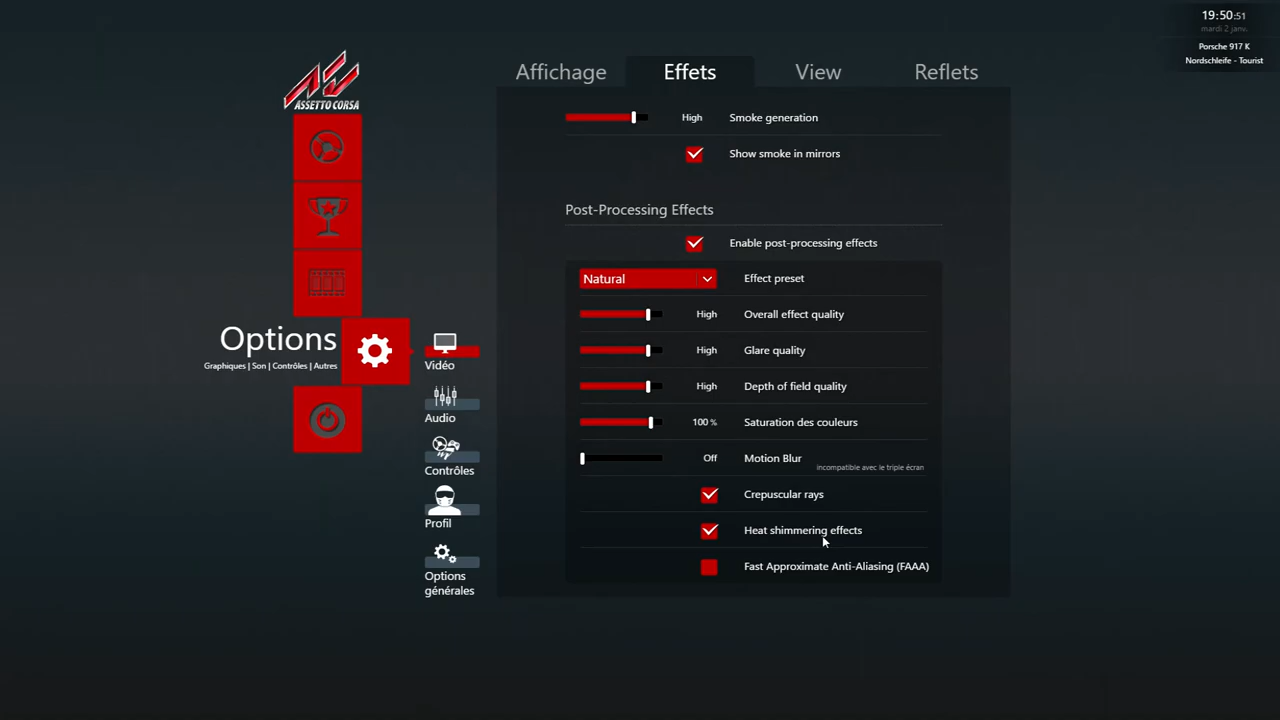 19:50:51
mardi 2 janv.
Porsche 917 K
Nordschleife - Tourist
ASSETTO CORSA
Affichage
Effets
View
Reflets
High Smoke generation
Show smoke in mirrors
Post-Processing Effects
Enable post-processing effects
Natural Effect preset
High Overall effect quality
High Glare quality
High Depth of field quality
100 % Saturation des couleurs
Off Motion Blur
incompatible avec le triple écran
Crepuscular rays
Heat shimmering effects
Fast Approximate Anti-Aliasing (FAAA)
Options
Graphiques | Son | Contrôles | Autres
Vidéo
Audio
Contrôles
Profil
Options
générales